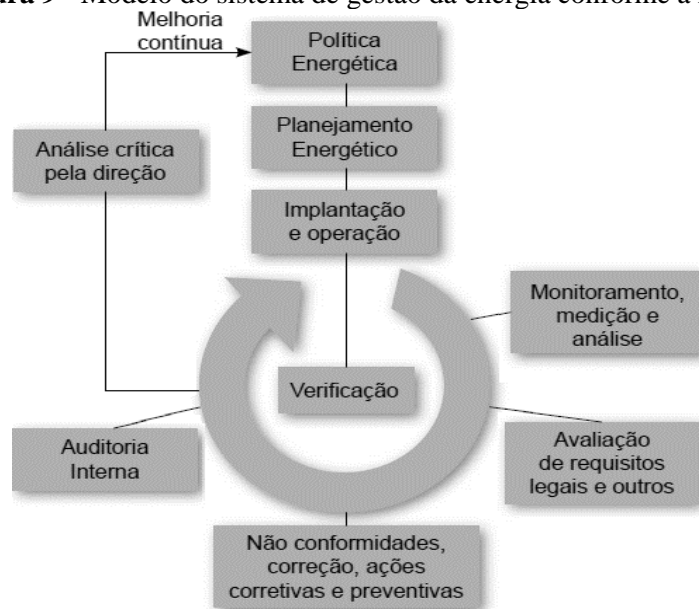 9 - Modelo do sistema de gestão da energia conforme a
Melhoria
contínua
Política
Energética
Planejamento
Energético
Análise crítica
pela direção
Implantação
e operação
Monitoramento,
medição e
análise
Verificação
Auditoria
Interna
Avaliação
de requisitos
legais e outros
Não conformidades,
correção, ações
corretivas e preventivas